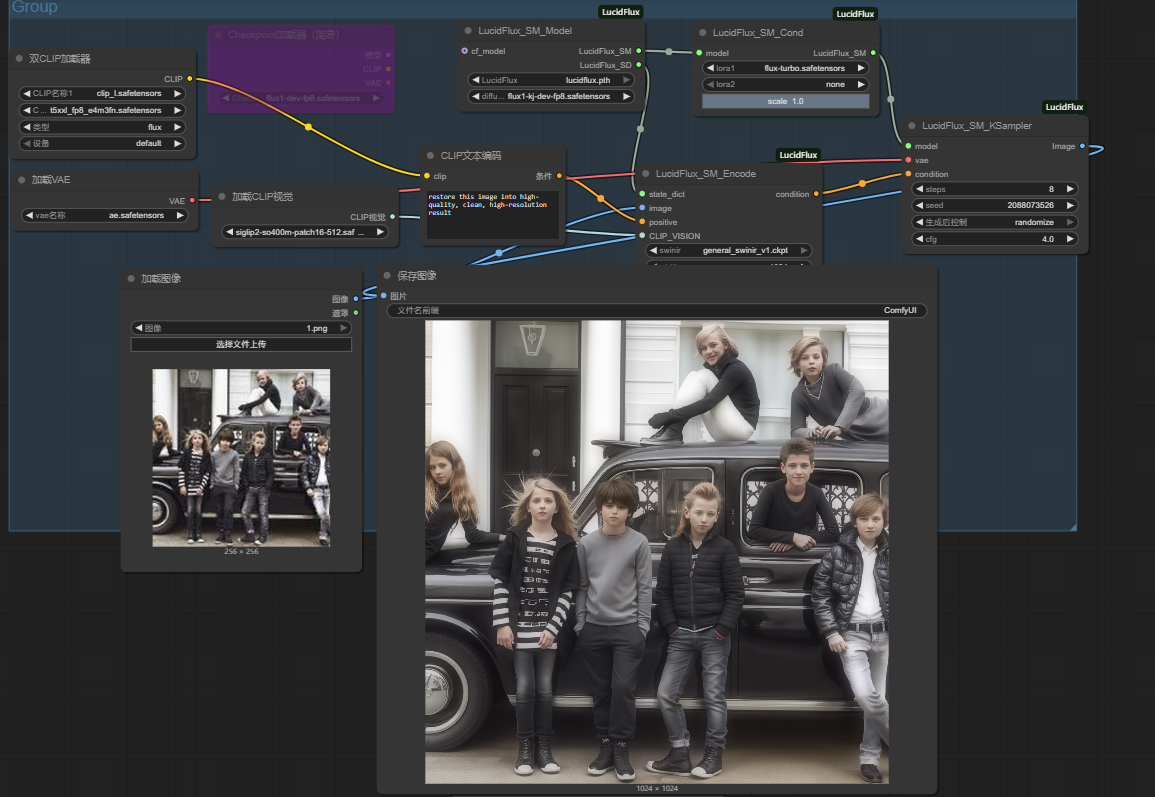 Group
LucidFlux
LucidFlux
双CLIP加载器
CLIP
CLIP名称1 clip_l.safetensors
C... t5xxl_fp8_e4m3fn.safetensors
类型 flux
设备 default
Checkpoint加载器（简易）
模型
CLIP
VAE
flux1-dev-fp8.safetensors
LucidFlux_SM_Model
cf_model LucidFlux_SM
LucidFlux_SD
LucidFlux lucidflux.pth
diffu... flux1-kj-dev-fp8.safetensors
LucidFlux_SM_Cond
model LucidFlux_SM
lora1 flux-turbo.safetensors
lora2 none
scale 1.0
LucidFlux
LucidFlux_SM_KSampler
model Image
vae
condition
steps 8
seed 2088073526
生成后控制 randomize
cfg 4.0
加载VAE
VAE
vae名称 ae.safetensors
加载CLIP视觉
CLIP视觉
siglip2-so400m-patch16-512.saf ...
CLIP文本编码
clip 条件
restore this image into high-
quality, clean, high-resolution
result
LucidFlux
LucidFlux_SM_Encode
state_dict condition
image
positive
CLIP_VISION
swinir general_swinir_v1.ckpt
加载图像
图像
遮罩
图像 1.png
选择文件上传
256 × 256
保存图像
图片
文件名前缀 ComfyUI
1024 × 1024